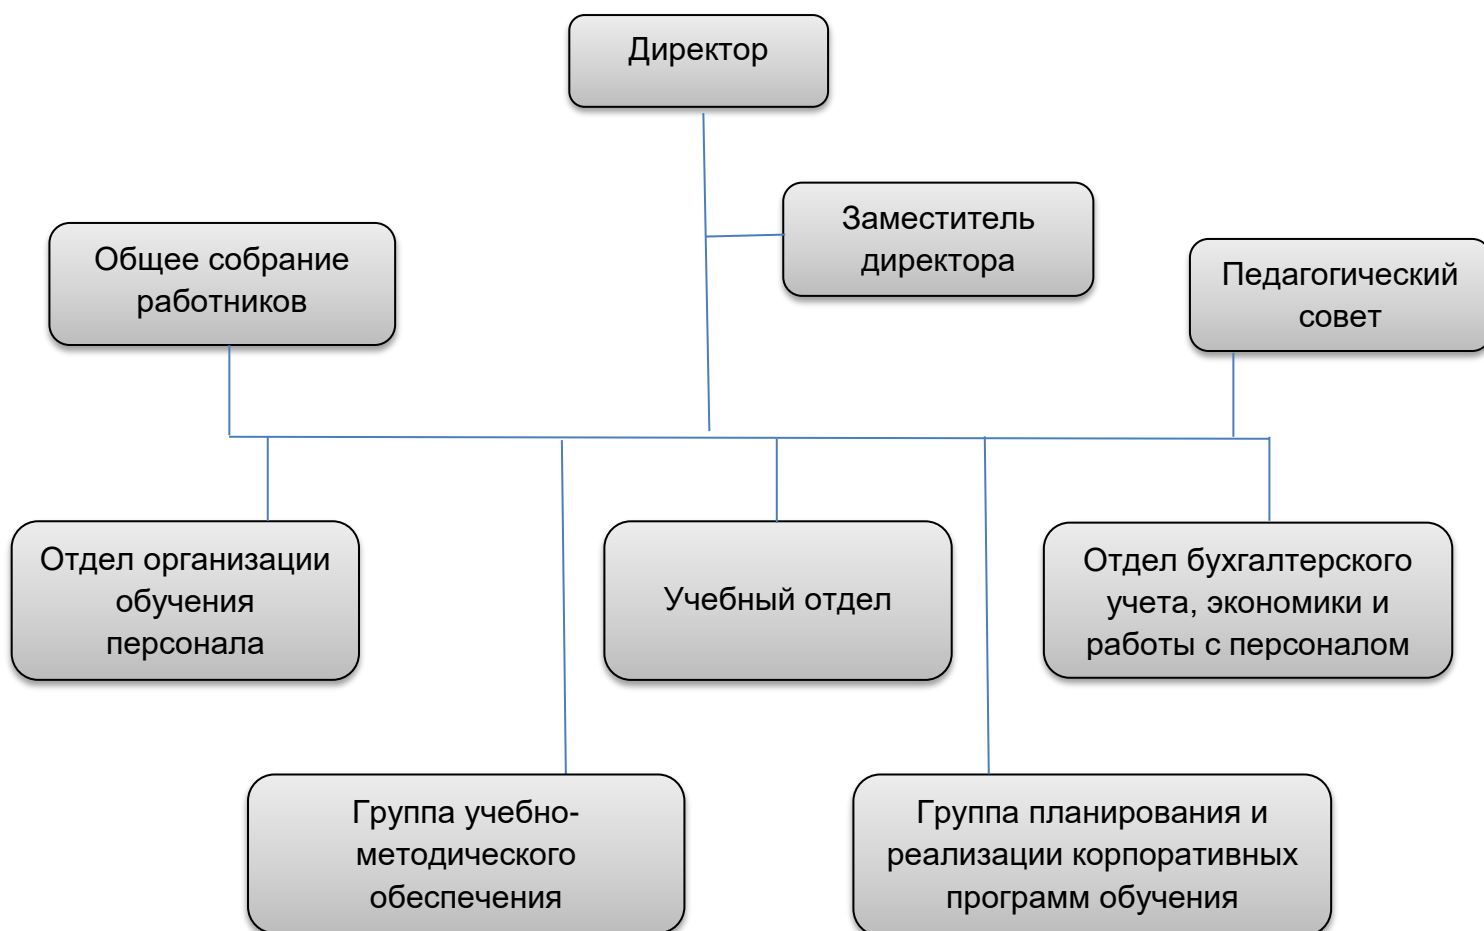 Директор
Заместитель
директора
Общее собрание
работников
Педагогический
совет
Отдел организации
обучения
персонала
Учебный отдел
Отдел бухгалтерского
учета, экономики и
работы с персоналом
Группа учебно-
методического
обеспечения
Группа планирования и
реализации корпоративных
программ обучения